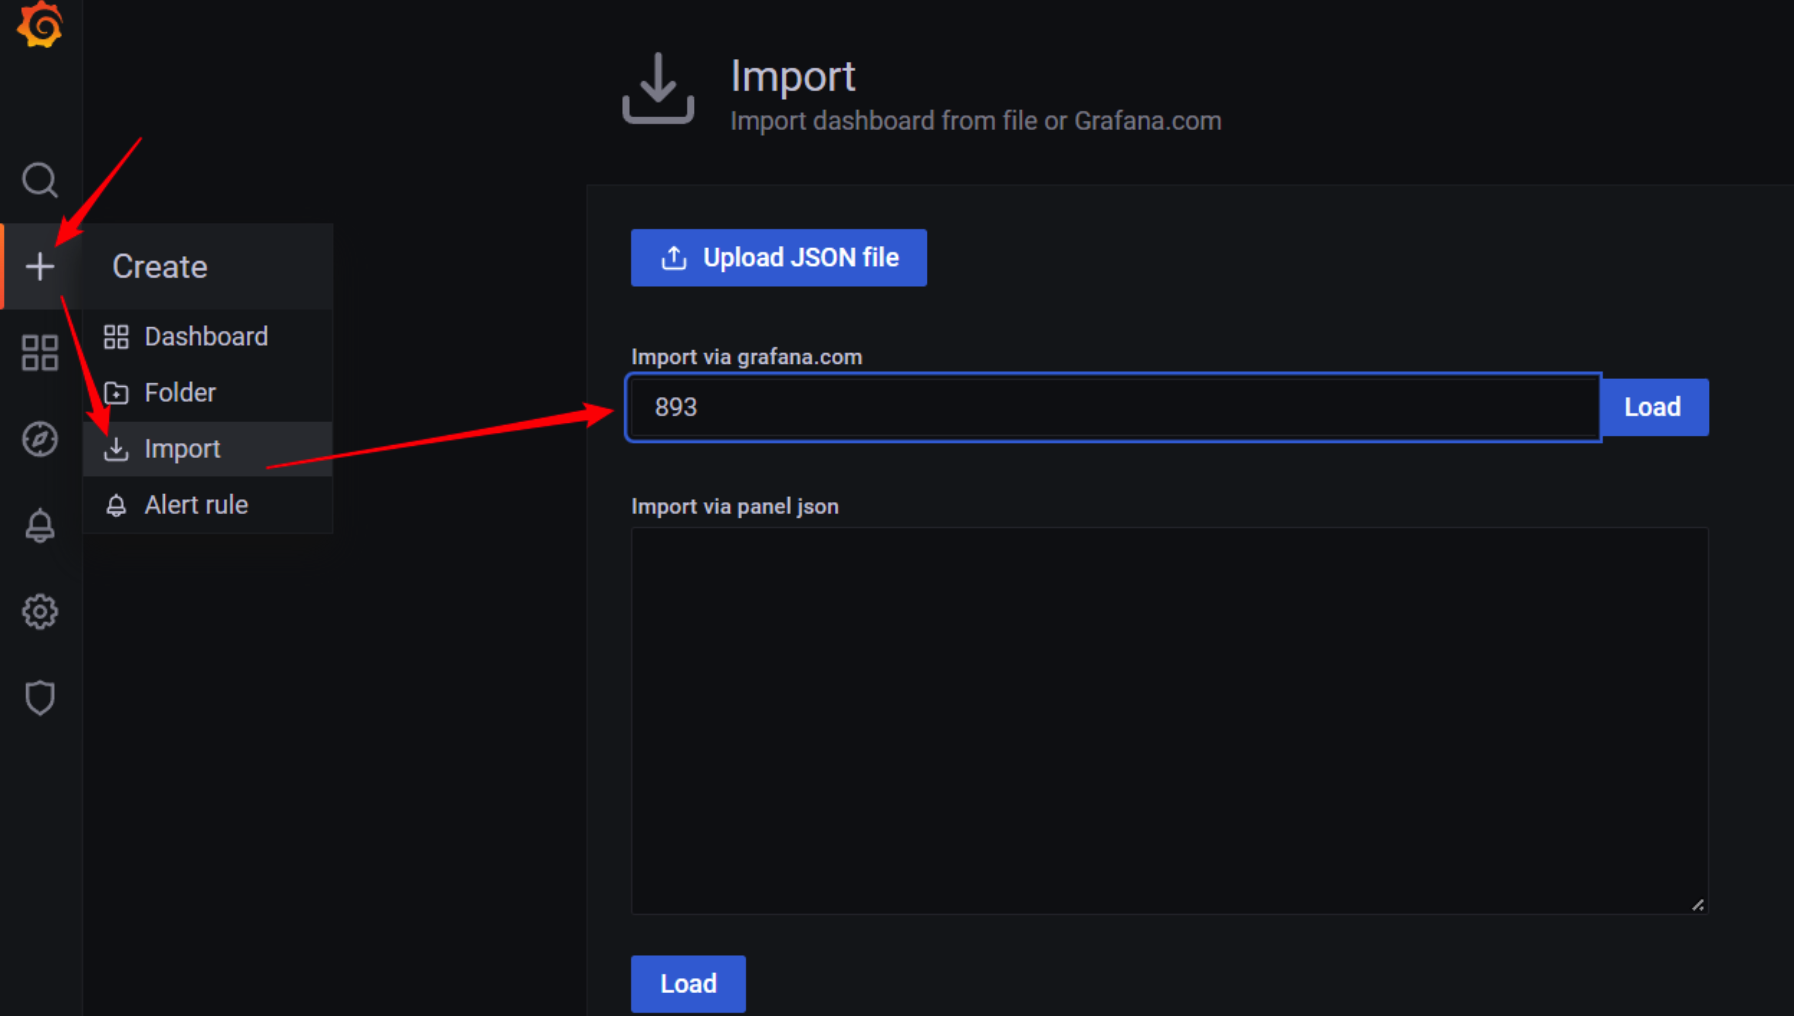 Import
Import dashboard from file or Grafana.com
Create
Dashboard
Folder
Import
Alert rule
Upload JSON file
Import via grafana.com
893
Load
Import via panel json
Load